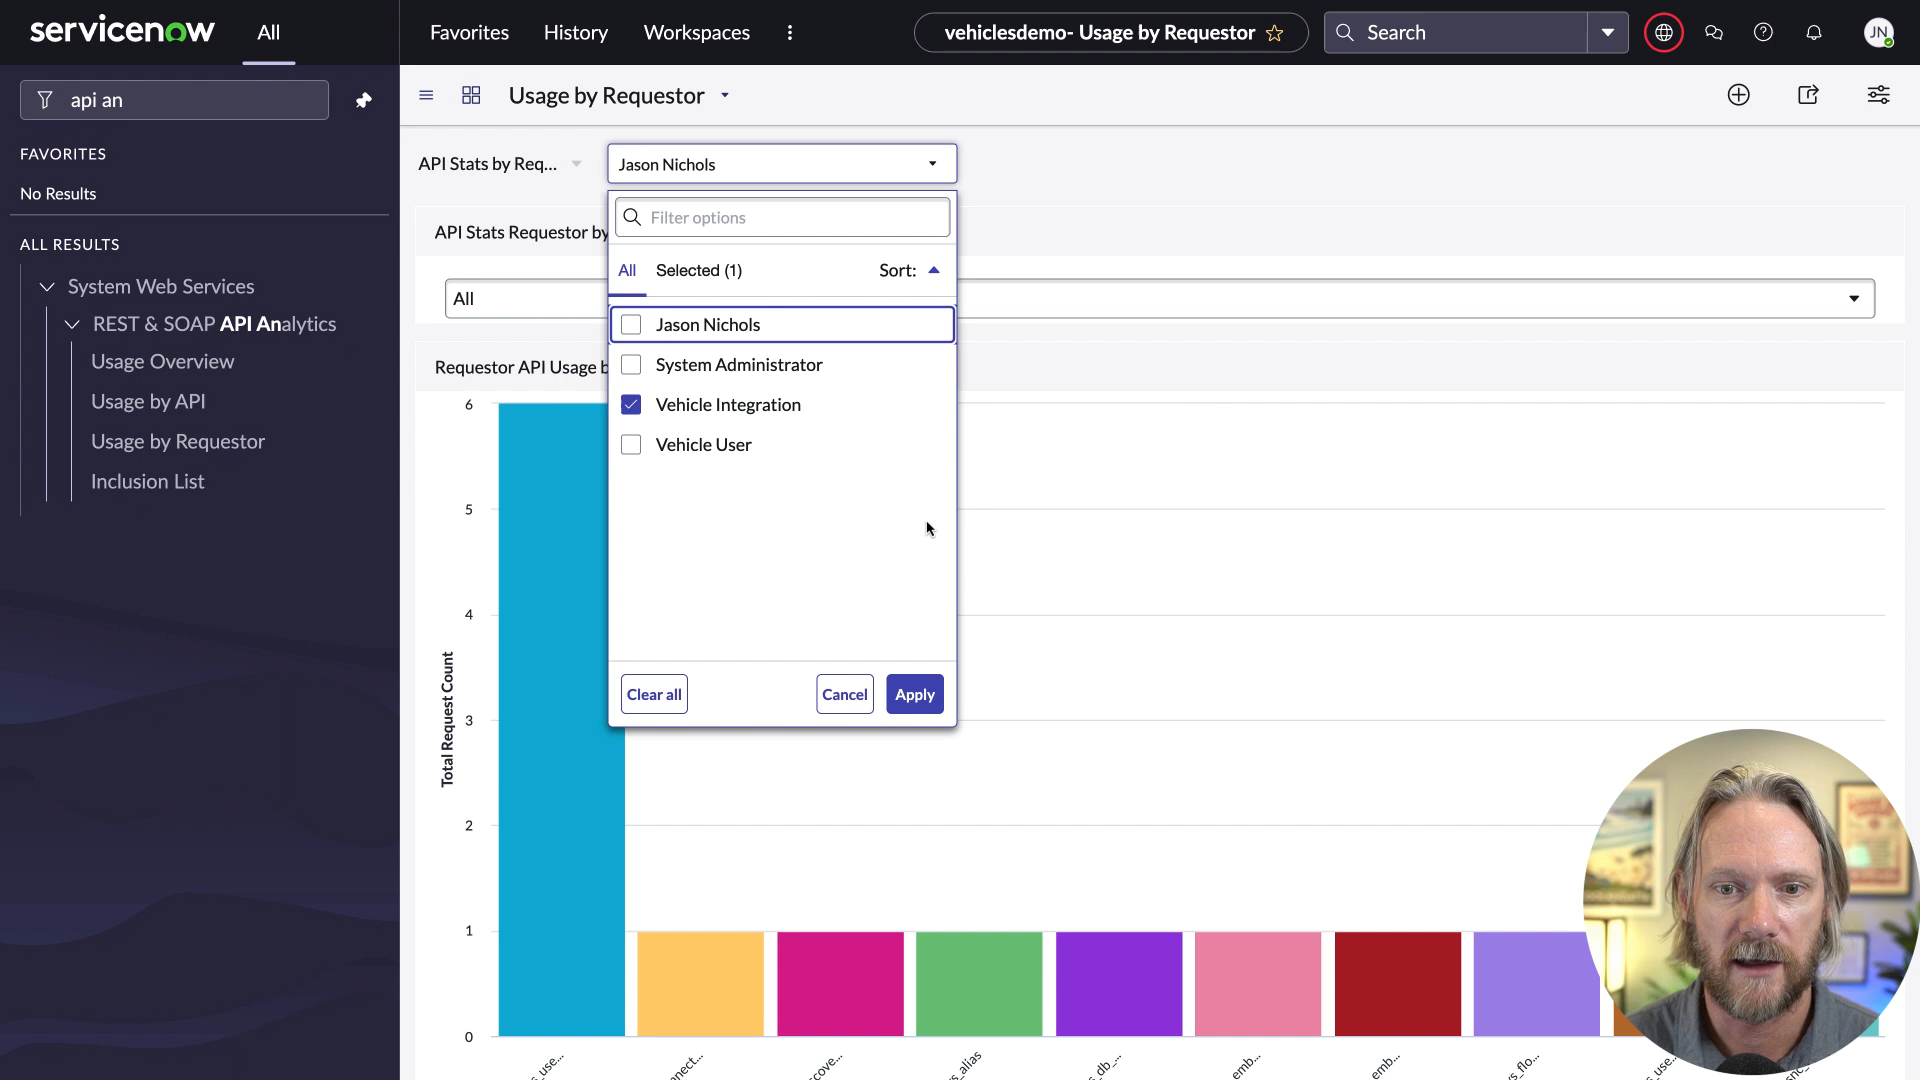 servicenow
All
Favorites
History
Workspaces
vehiclesdemo- Usage by Requestor
Search
JN
api an
FAVORITES
No Results
ALL RESULTS
System Web Services
REST & SOAP API Analytics
Usage Overview
Usage by API
Usage by Requestor
Inclusion List
Usage by Requestor
API Stats by Req...
Jason Nichols
Filter options
All
Selected (1)
Sort:
Jason Nichols
System Administrator
Vehicle Integration
Vehicle User
Clear all
Cancel
Apply
API Stats Requestor by
All
Requestor API Usage b
Total Request Count
6
5
4
3
2
1
0